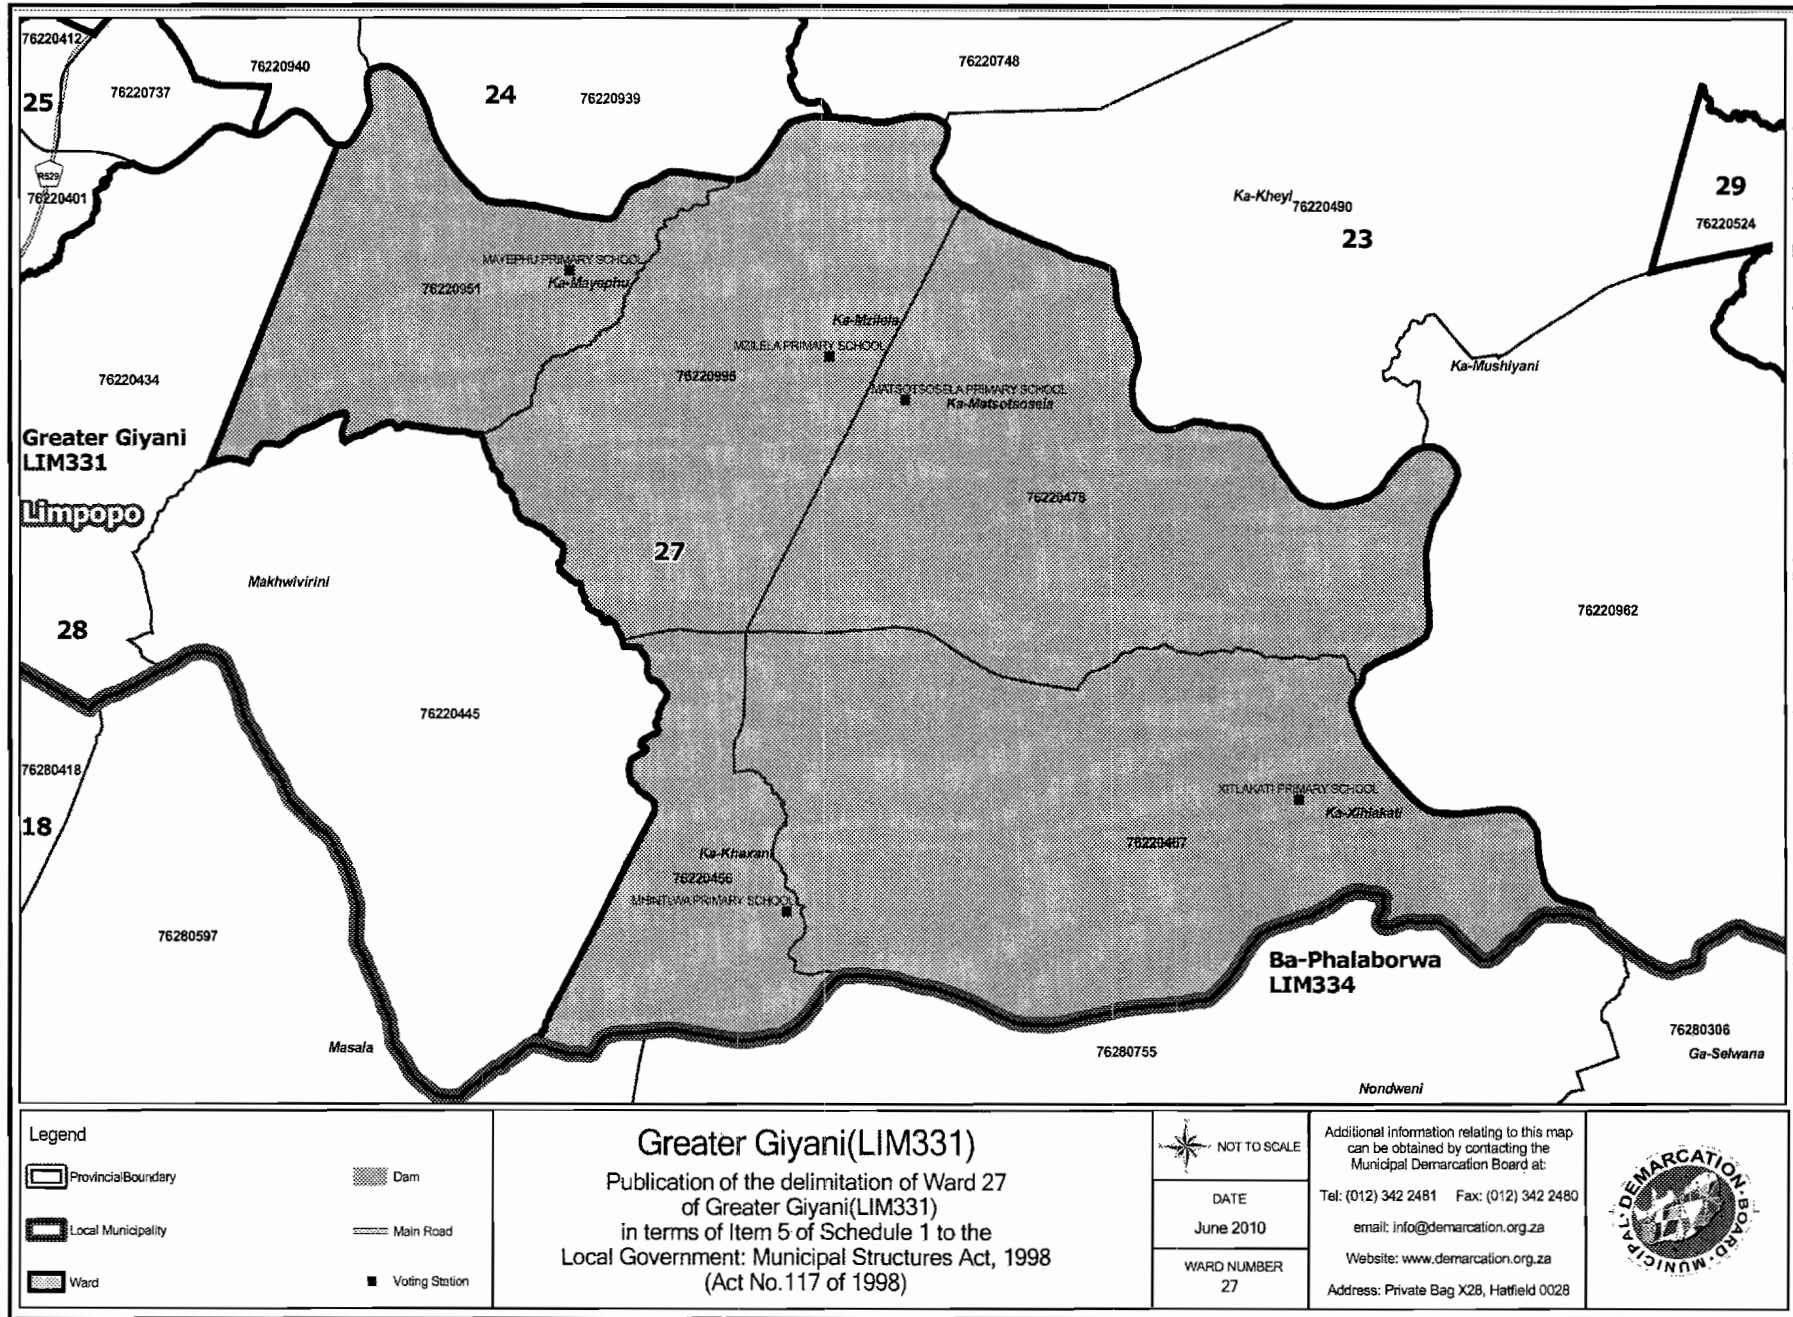 76220412
76220940
76220748
76220737
25
24
76220939
R529
76220401
29
Ka-Kheyi
76220490
76220524
23
MAYEPHU PRIMARY SCHOOL
76220951
Ka-Mayephu
Ka-Mzilela
MZILELA PRIMARY SCHOOL
76220434
76220995
Ka-Mushiyani
MATSOTSOSELA PRIMARY SCHOOL
Ka-Matsotsosela
Greater Giyani
LIM331
Limpopo
76220478
27
Makhwivirini
76220962
28
76220445
76280418
XITLAKATI PRIMARY SCHOOL
Ka-Xihlakati
18
76220467
Ka-Khaxani
76220456
MHINTLWA PRIMARY SCHOOL
76280597
Ba-Phalaborwa
LIM334
76280306
Masala
76280755
Ga-Selwana
Nondweni
Legend
Provincial Boundary
Dam
Local Municipality
Main Road
Ward
Voting Station
Greater Giyani(LIM331)
Publication of the delimitation of Ward 27
of Greater Giyani(LIM331)
in terms of Item 5 of Schedule 1 to the
Local Government: Municipal Structures Act, 1998
(Act No.117 of 1998)
NOT TO SCALE
DATE
June 2010
WARD NUMBER
27
Additional information relating to this map
can be obtained by contacting the
Municipal Demarcation Board at:
Tel: (012) 342 2481 Fax: (012) 342 2480
email: info@demarcation.org.za
Website: www.demarcation.org.za
Address: Private Bag X28, Hatfield 0028
MUNICIPAL DEMARCATION BOARD